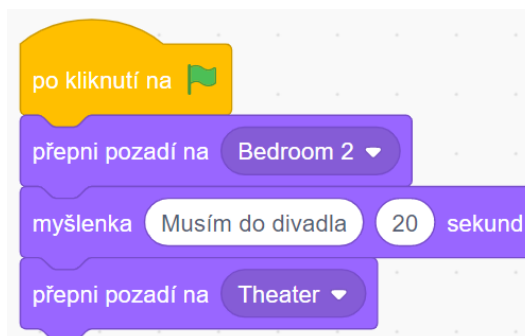 po kliknutí na
přepni pozadí na Bedroom 2
myšlenka Musím do divadla 20 sekund
přepni pozadí na Theater